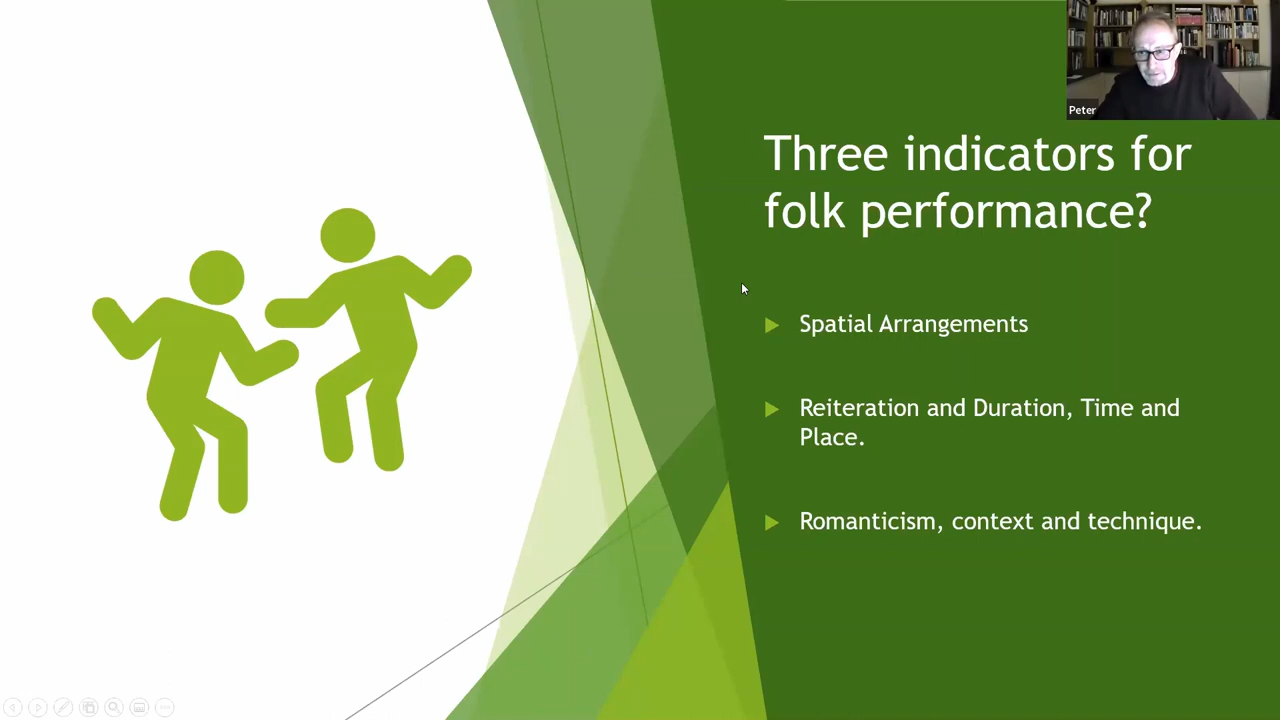 Peter
Three indicators for
folk performance?
Spatial Arrangements
Reiteration and Duration, Time and
Place.
Romanticism, context and technique.